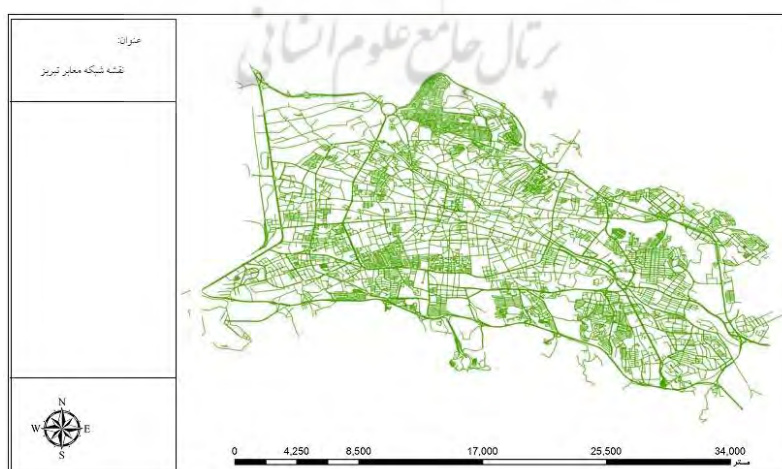 پرتال جامع علوم انسانی
عنوان:
نقشه شبکه معابر تبریز
N
W E
S
0 4,250 8,500 17,000 25,500 34,000
متر